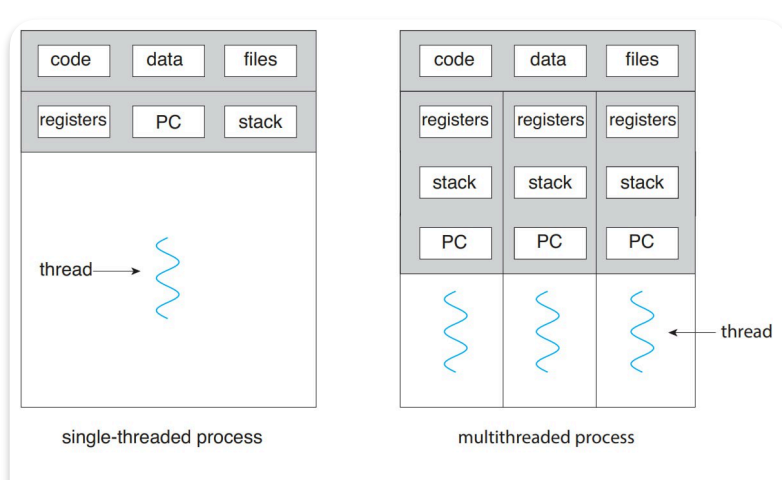 code data files
registers PC stack
thread
single-threaded process
code data files
registers registers registers
stack stack stack
PC PC PC
thread
multithreaded process